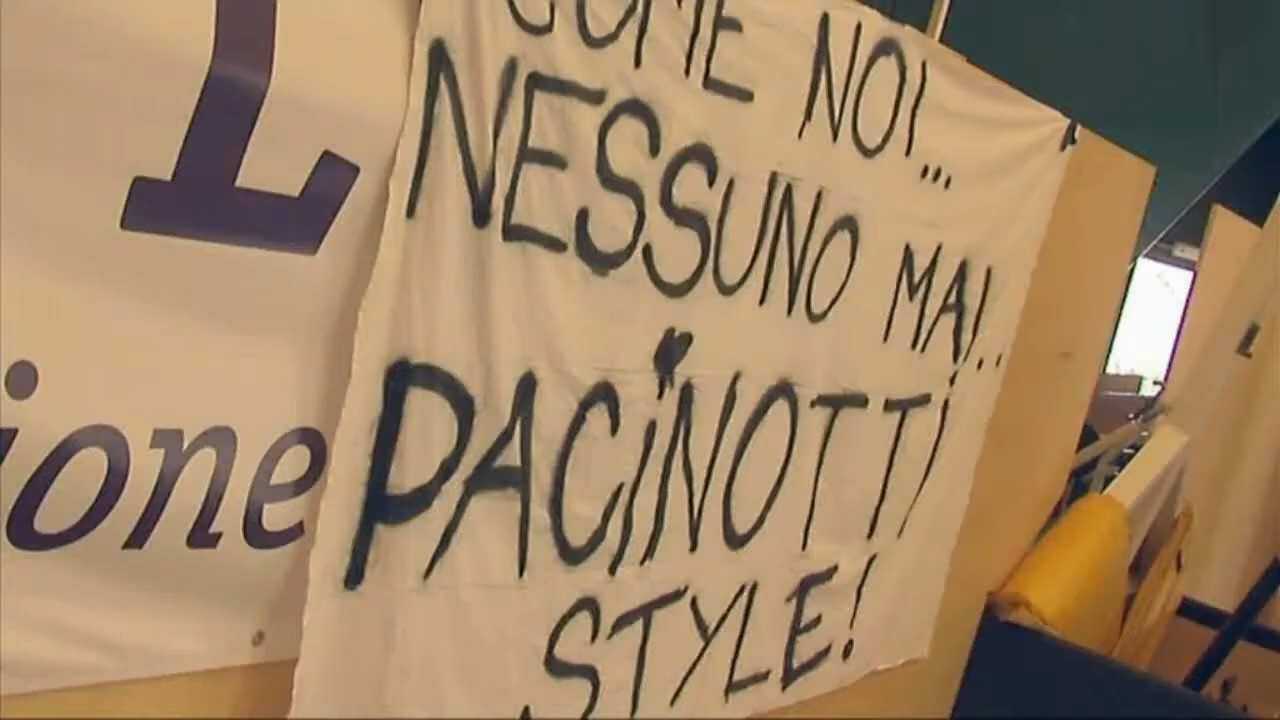 L
ione
COME NOI...
NESSUNO MAI..
PACiNOTTI
STYLE!